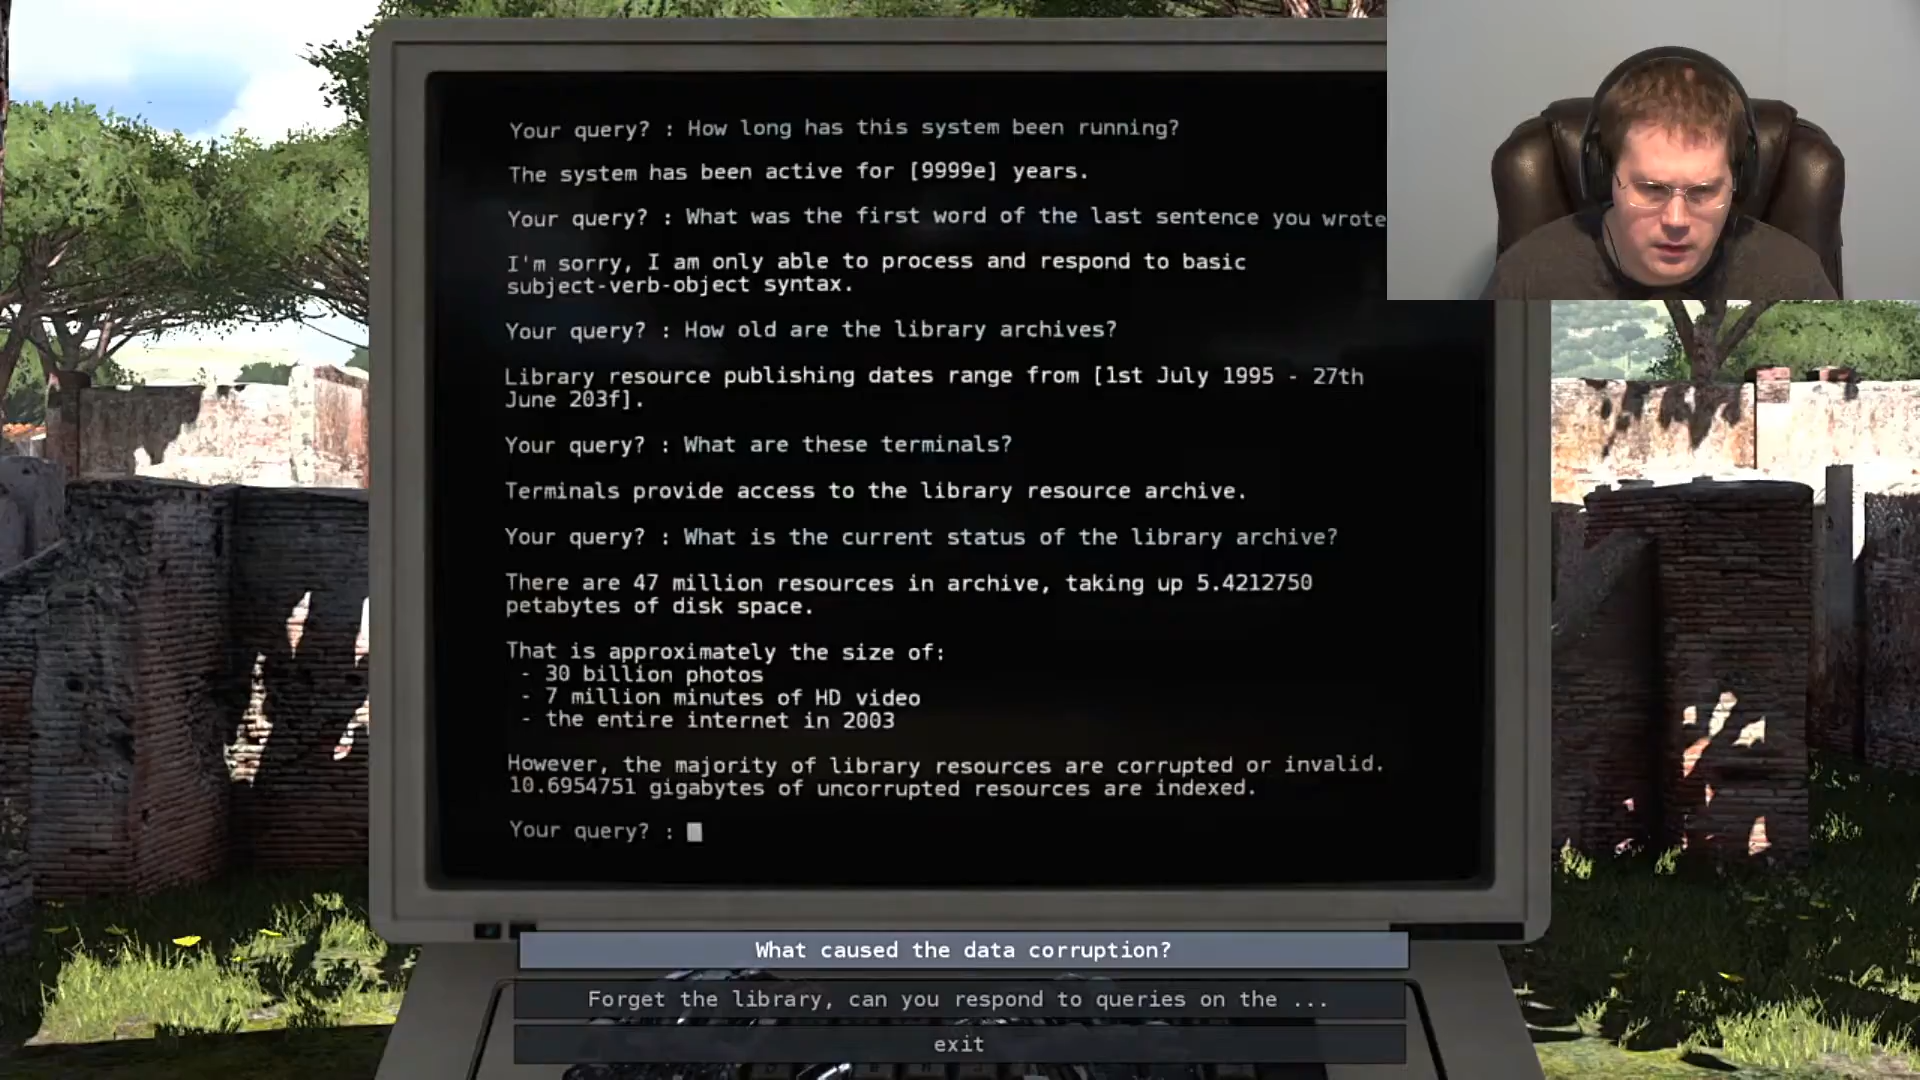 Your query? : How long has this system been running?
The system has been active for [9999e] years.
Your query? : What was the first word of the last sentence you wrote
I'm sorry, I am only able to process and respond to basic
subject-verb-object syntax.
Your query? : How old are the library archives?
Library resource publishing dates range from [1st July 1995 - 27th
June 203f].
Your query? : What are these terminals?
Terminals provide access to the library resource archive.
Your query? : What is the current status of the library archive?
There are 47 million resources in archive, taking up 5.4212750
petabytes of disk space.
That is approximately the size of:
- 30 billion photos
- 7 million minutes of HD video
- the entire internet in 2003
However, the majority of library resources are corrupted or invalid.
10.6954751 gigabytes of uncorrupted resources are indexed.
Your query? :
What caused the data corruption?
Forget the library, can you respond to queries on the ...
exit